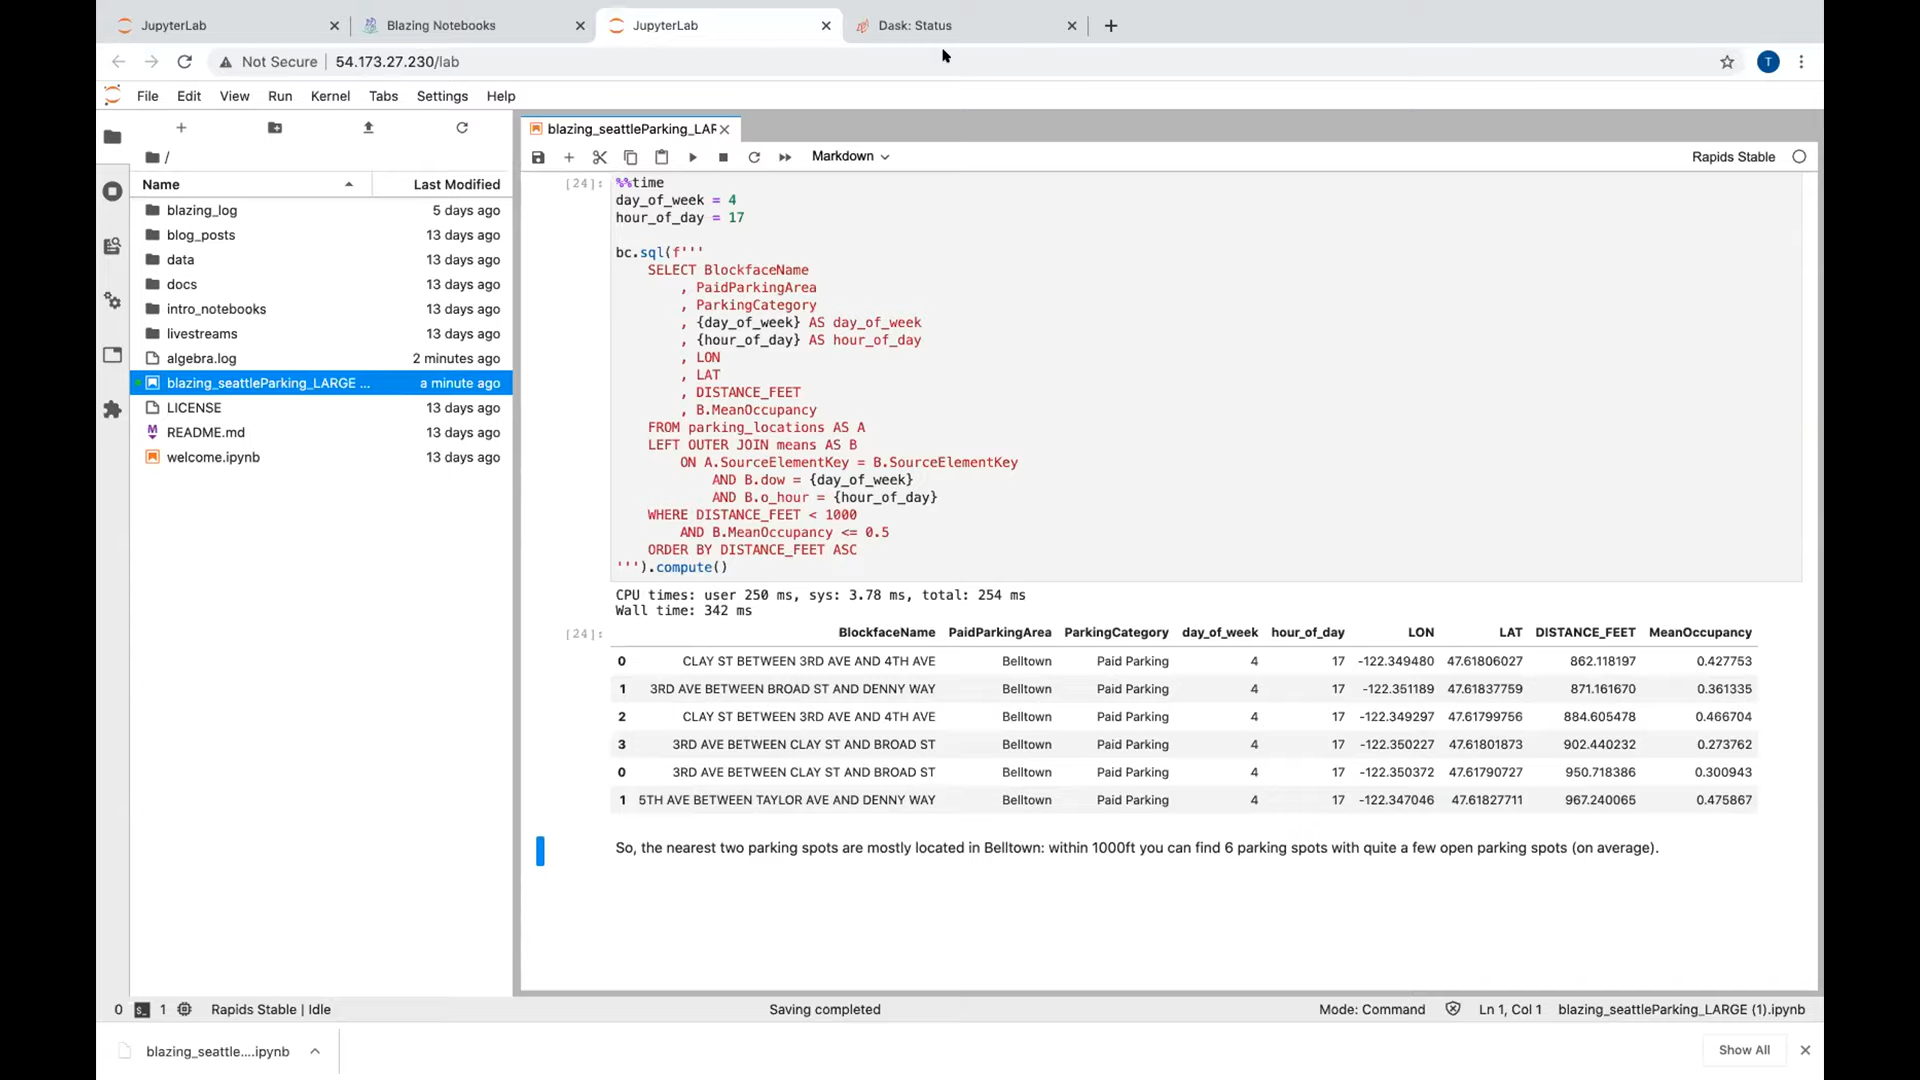 JupyterLab
Blazing Notebooks
JupyterLab
Dask: Status
Not Secure | 54.173.27.230/lab
T
File Edit View Run Kernel Tabs Settings Help
blazing_seattleParking_LAR
/
Markdown
Rapids Stable
Name Last Modified
blazing_log 5 days ago
blog_posts 13 days ago
data 13 days ago
docs 13 days ago
intro_notebooks 13 days ago
livestreams 13 days ago
algebra.log 2 minutes ago
blazing_seattleParking_LARGE ... a minute ago
LICENSE 13 days ago
README.md 13 days ago
welcome.ipynb 13 days ago
[24]: %%time
day_of_week = 4
hour_of_day = 17
bc.sql(f'''
SELECT BlockfaceName
, PaidParkingArea
, ParkingCategory
, {day_of_week} AS day_of_week
, {hour_of_day} AS hour_of_day
, LON
, LAT
, DISTANCE_FEET
, B.MeanOccupancy
FROM parking_locations AS A
LEFT OUTER JOIN means AS B
ON A.SourceElementKey = B.SourceElementKey
AND B.dow = {day_of_week}
AND B.o_hour = {hour_of_day}
WHERE DISTANCE_FEET < 1000
AND B.MeanOccupancy <= 0.5
ORDER BY DISTANCE_FEET ASC
''').compute()
CPU times: user 250 ms, sys: 3.78 ms, total: 254 ms
Wall time: 342 ms
[24]: BlockfaceName PaidParkingArea ParkingCategory day_of_week hour_of_day LON LAT DISTANCE_FEET MeanOccupancy
0 CLAY ST BETWEEN 3RD AVE AND 4TH AVE Belltown Paid Parking 4 17 -122.349480 47.61806027 862.118197 0.427753
1 3RD AVE BETWEEN BROAD ST AND DENNY WAY Belltown Paid Parking 4 17 -122.351189 47.61837759 871.161670 0.361335
2 CLAY ST BETWEEN 3RD AVE AND 4TH AVE Belltown Paid Parking 4 17 -122.349297 47.61799756 884.605478 0.466704
3 3RD AVE BETWEEN CLAY ST AND BROAD ST Belltown Paid Parking 4 17 -122.350227 47.61801873 902.440232 0.273762
0 3RD AVE BETWEEN CLAY ST AND BROAD ST Belltown Paid Parking 4 17 -122.350372 47.61790727 950.718386 0.300943
1 5TH AVE BETWEEN TAYLOR AVE AND DENNY WAY Belltown Paid Parking 4 17 -122.347046 47.61827711 967.240065 0.475867
So, the nearest two parking spots are mostly located in Belltown: within 1000ft you can find 6 parking spots with quite a few open parking spots (on average).
0 1 Rapids Stable | Idle Saving completed Mode: Command Ln 1, Col 1 blazing_seattleParking_LARGE (1).ipynb
blazing_seattle....ipynb
Show All